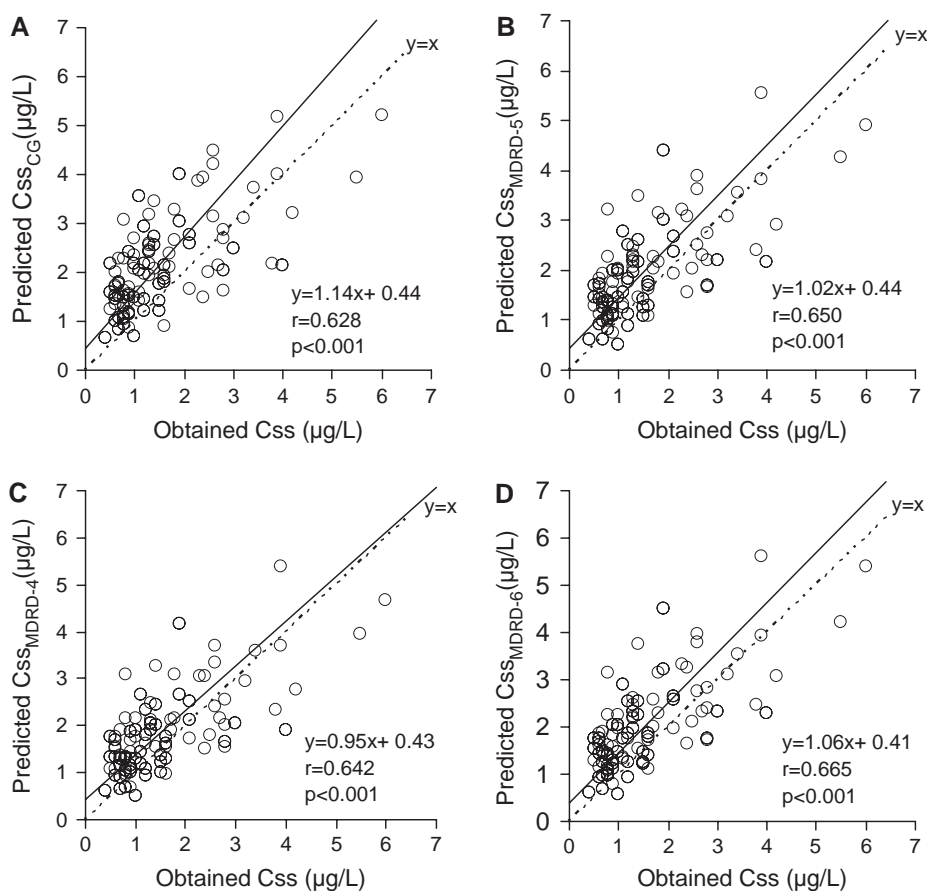 A
Predicted Css_CG(µg/L)
7
6
5
4
3
2
1
0
y=x
y=1.14x+ 0.44
r=0.628
p<0.001
0 1 2 3 4 5 6 7
Obtained Css (µg/L)
B
Predicted Css_MDRD-5(µg/L)
7
6
5
4
3
2
1
0
y=x
y=1.02x+ 0.44
r=0.650
p<0.001
0 1 2 3 4 5 6 7
Obtained Css (µg/L)
C
Predicted Css_MDRD-4(µg/L)
7
6
5
4
3
2
1
0
y=x
y=0.95x+ 0.43
r=0.642
p<0.001
0 1 2 3 4 5 6 7
Obtained Css (µg/L)
D
Predicted Css_MDRD-6(µg/L)
7
6
5
4
3
2
1
0
y=x
y=1.06x+ 0.41
r=0.665
p<0.001
0 1 2 3 4 5 6 7
Obtained Css (µg/L)